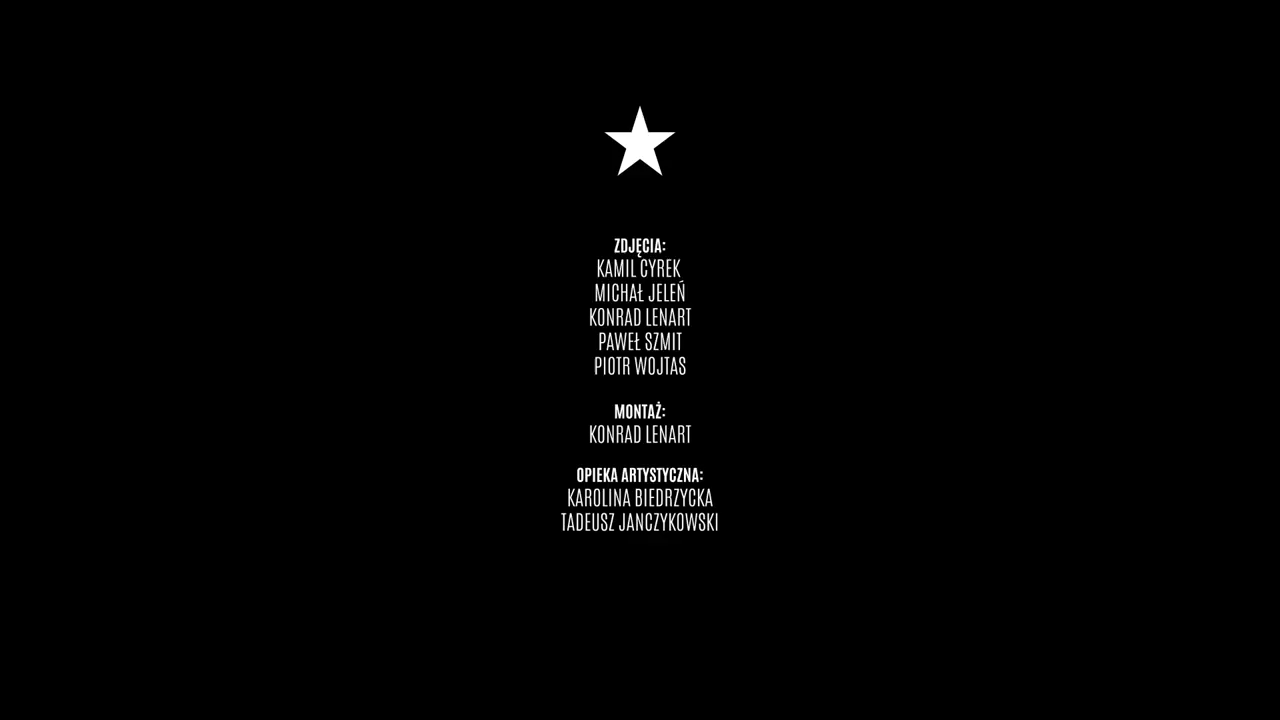 ZDJĘCIA:
KAMIL CYREK
MICHAŁ JELEŃ
KONRAD LENART
PAWEŁ SZMIT
PIOTR WOJTAS
MONTAŻ:
KONRAD LENART
OPIEKA ARTYSTYCZNA:
KAROLINA BIEDRZYCKA
TADEUSZ JANCZYKOWSKI